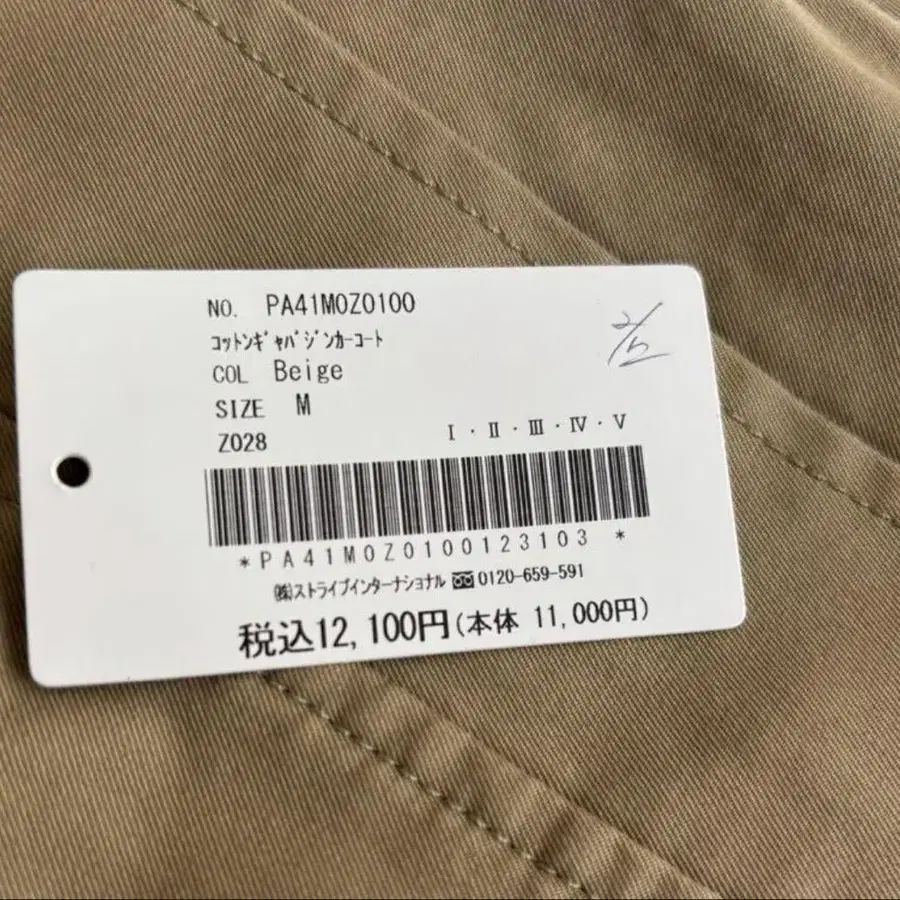 NO. PA41M0Z0100
ｺｯﾄﾝｷﾞｬﾊﾞｼﾞﾝｶｰｺｰﾄ
COL Beige
SIZE M
Z028
Ⅰ・Ⅱ・Ⅲ・Ⅳ・Ⅴ
*PA41M0Z0100123103*
㈱ストライプインターナショナル 0120-659-591
税込12,100円(本体 11,000円)